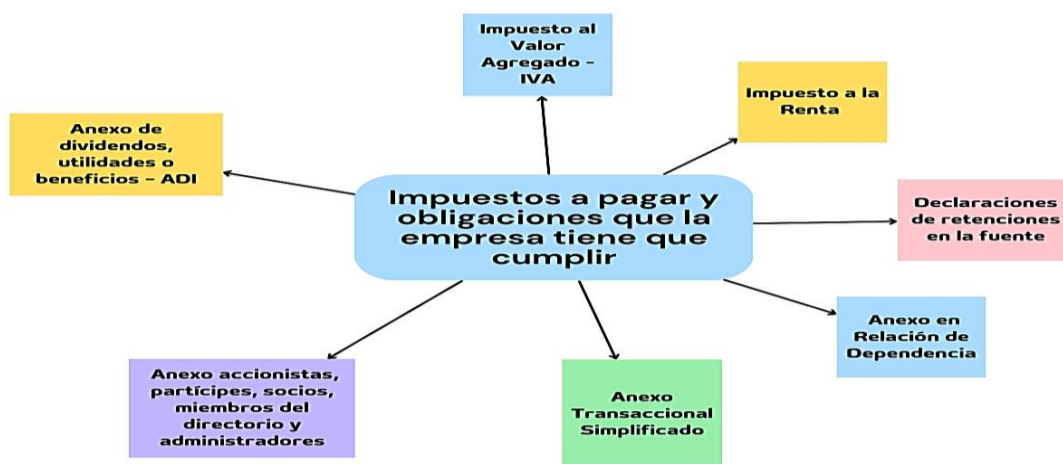 Impuesto al
Valor
Agregado -
IVA
Impuesto a la
Renta
Anexo de
dividendos,
utilidades o
beneficios - ADI
Impuestos a pagar y
obligaciones que la
empresa tiene que
cumplir
Declaraciones
de retenciones
en la fuente
Anexo en
Relación de
Dependencia
Anexo accionistas,
partícipes, socios,
miembros del
directorio y
administradores
Anexo
Transaccional
Simplificado